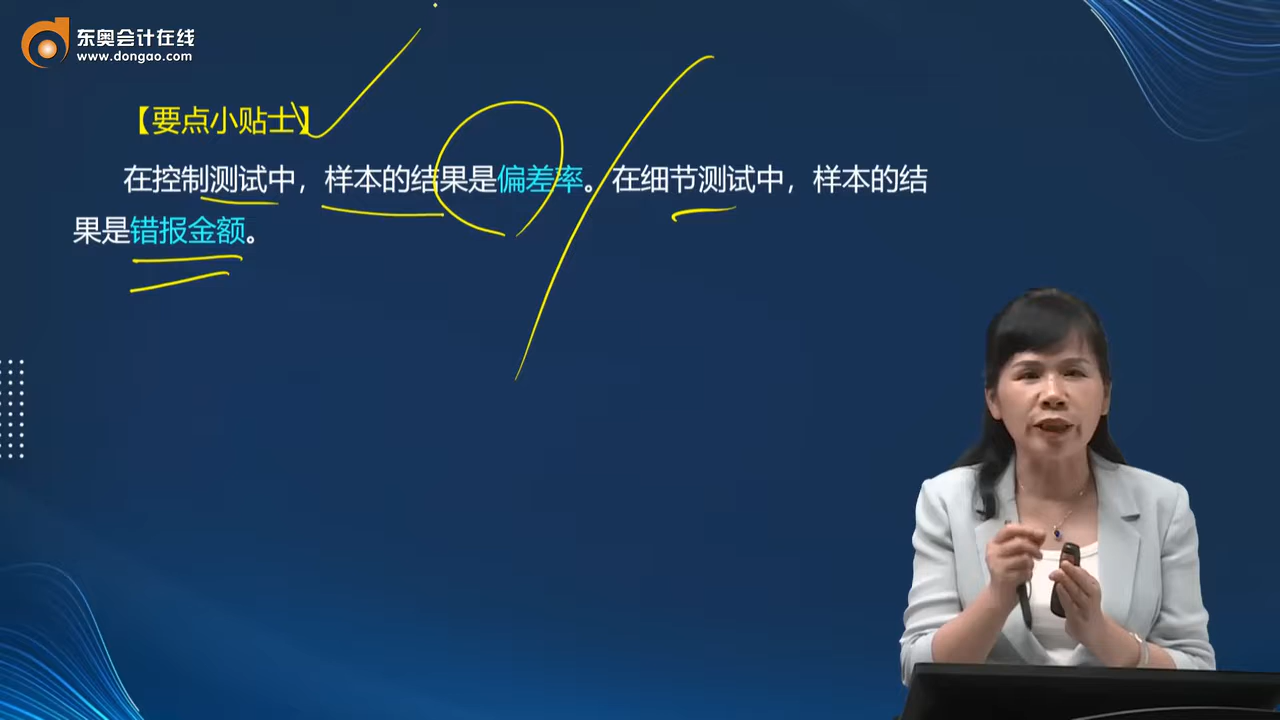 东奥会计在线
www.dongao.com
【要点小贴士】
在控制测试中，样本的结果是偏差率。在细节测试中，样本的结
果是错报金额。